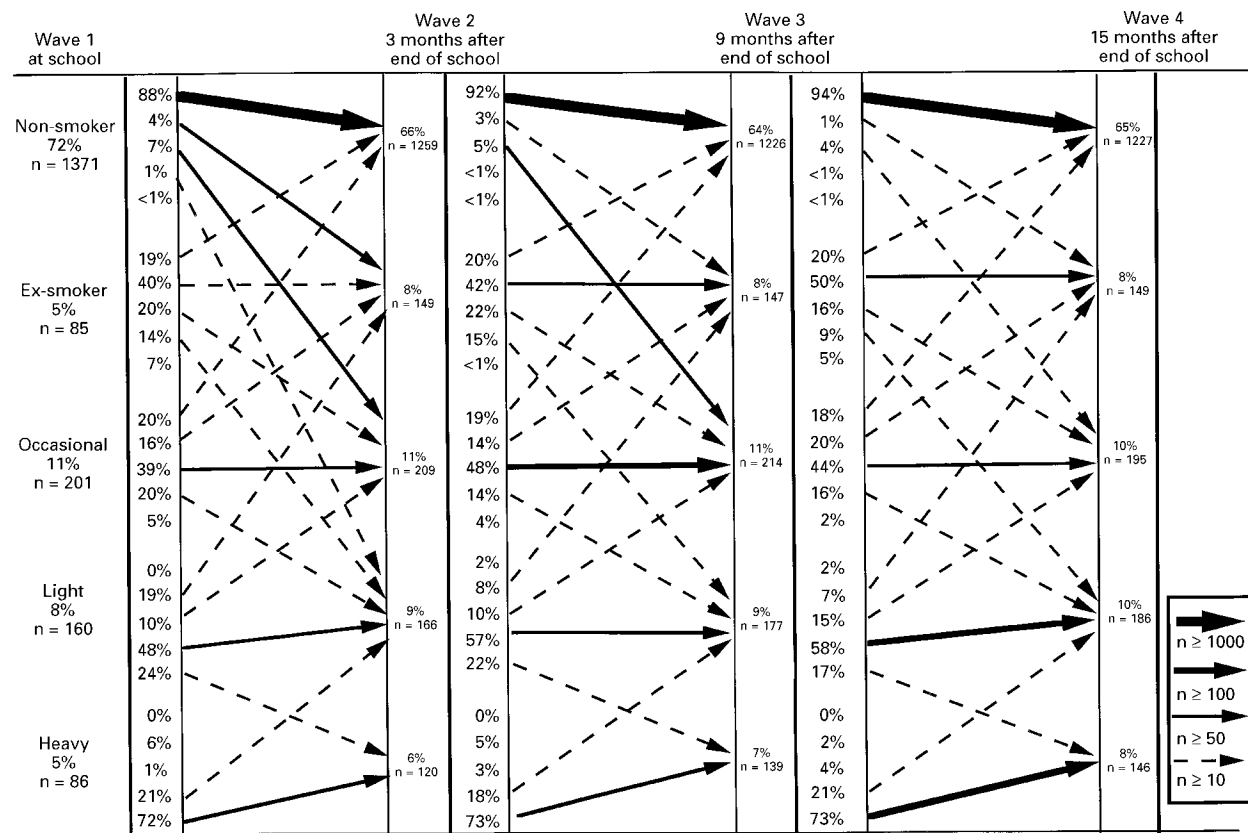 Wave 1
at school
Wave 2
3 months after
end of school
Wave 3
9 months after
end of school
Wave 4
15 months after
end of school
Non-smoker
72%
n = 1371
88%
4%
7%
1%
<1%
66%
n = 1259
92%
3%
5%
<1%
<1%
64%
n = 1226
94%
1%
4%
<1%
<1%
65%
n = 1227
Ex-smoker
5%
n = 85
19%
40%
20%
14%
7%
8%
n = 149
20%
42%
22%
15%
<1%
8%
n = 147
20%
50%
16%
9%
5%
8%
n = 149
Occasional
11%
n = 201
20%
16%
39%
20%
5%
11%
n = 209
19%
14%
48%
14%
4%
11%
n = 214
18%
20%
44%
16%
2%
10%
n = 195
Light
8%
n = 160
0%
19%
10%
48%
24%
9%
n = 166
2%
8%
10%
57%
22%
9%
n = 177
2%
7%
15%
58%
17%
10%
n = 186
Heavy
5%
n = 86
0%
6%
1%
21%
72%
6%
n = 120
0%
5%
3%
18%
73%
7%
n = 139
0%
2%
4%
21%
73%
8%
n = 146
n ≥ 1000
n ≥ 100
n ≥ 50
n ≥ 10